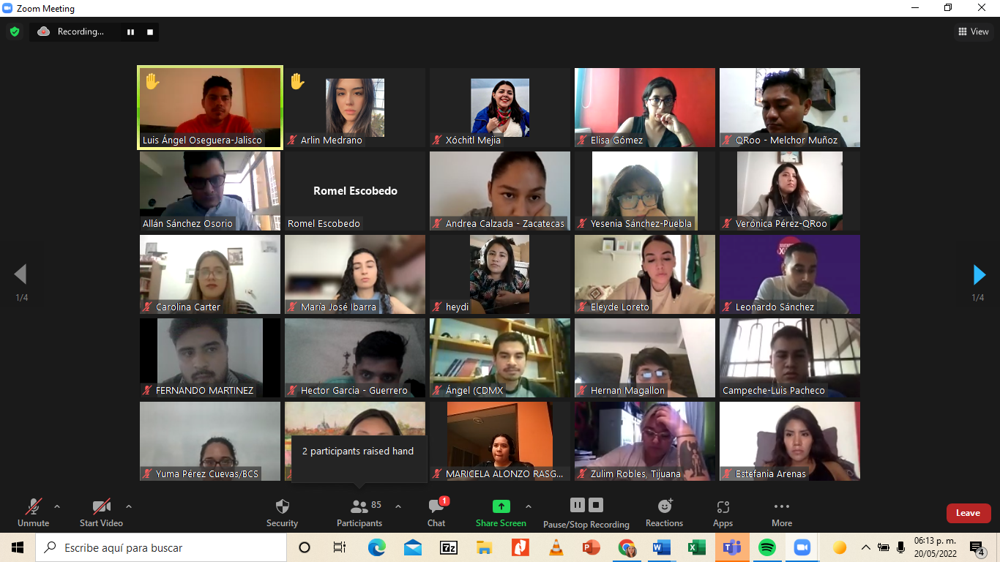 Zoom Meeting
Recording...
View
Luis Ángel Oseguera-Jalisco
Arlin Medrano
Xóchitl Mejia
Elisa Gómez
QRoo - Melchor Muñoz
Allán Sánchez Osorio
Romel Escobedo
Romel Escobedo
Andrea Calzada - Zacatecas
Yesenia Sánchez-Puebla
Verónica Pérez-QRoo
Carolina Carter
María José Ibarra
heydi
Eleyde Loreto
Leonardo Sánchez
1/4
1/4
FERNANDO MARTINEZ
Hector Garcia - Guerrero
Ángel (CDMX
Hernan Magallon
Campeche-Luis Pacheco
2 participants raised hand
Yuma Pérez Cuevas/BCS
MARICELA ALONZO RASG...
Zulim Robles, Tijuana
Estefanía Arenas
Unmute
Start Video
Security
85
Participants
1
Chat
Share Screen
Pause/Stop Recording
Reactions
Apps
More
Leave
Escribe aquí para buscar
7z
06:13 p. m.
20/05/2022
4